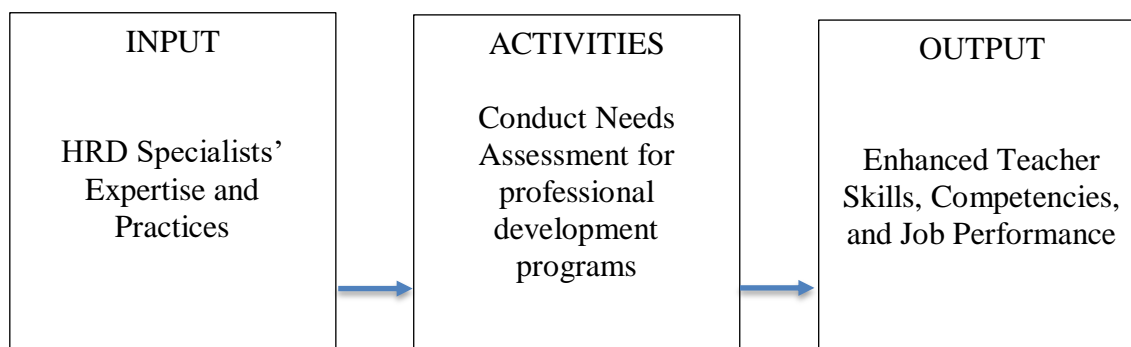 INPUT
HRD Specialists’
Expertise and
Practices
ACTIVITIES
Conduct Needs
Assessment for
professional
development
programs
OUTPUT
Enhanced Teacher
Skills, Competencies,
and Job Performance